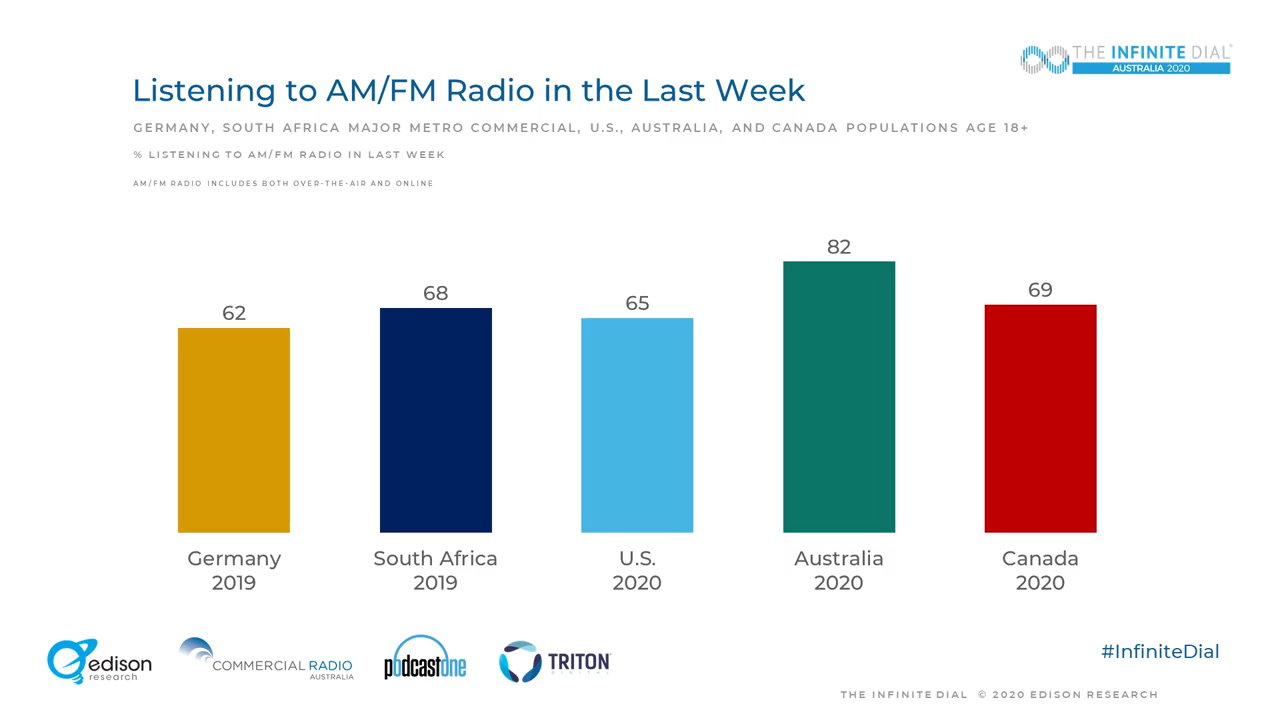 THE INFINITE DIAL
AUSTRALIA 2020
Listening to AM/FM Radio in the Last Week
GERMANY, SOUTH AFRICA MAJOR METRO COMMERCIAL, U.S., AUSTRALIA, AND CANADA POPULATIONS AGE 18+
% LISTENING TO AM/FM RADIO IN LAST WEEK
AM/FM RADIO INCLUDES BOTH OVER-THE-AIR AND ONLINE
62
68
65
82
69
Germany
2019
South Africa
2019
U.S.
2020
Australia
2020
Canada
2020
edison
research
COMMERCIAL RADIO
AUSTRALIA
podcastone
TRITON
DIGITAL
#InfiniteDial
THE INFINITE DIAL © 2020 EDISON RESEARCH